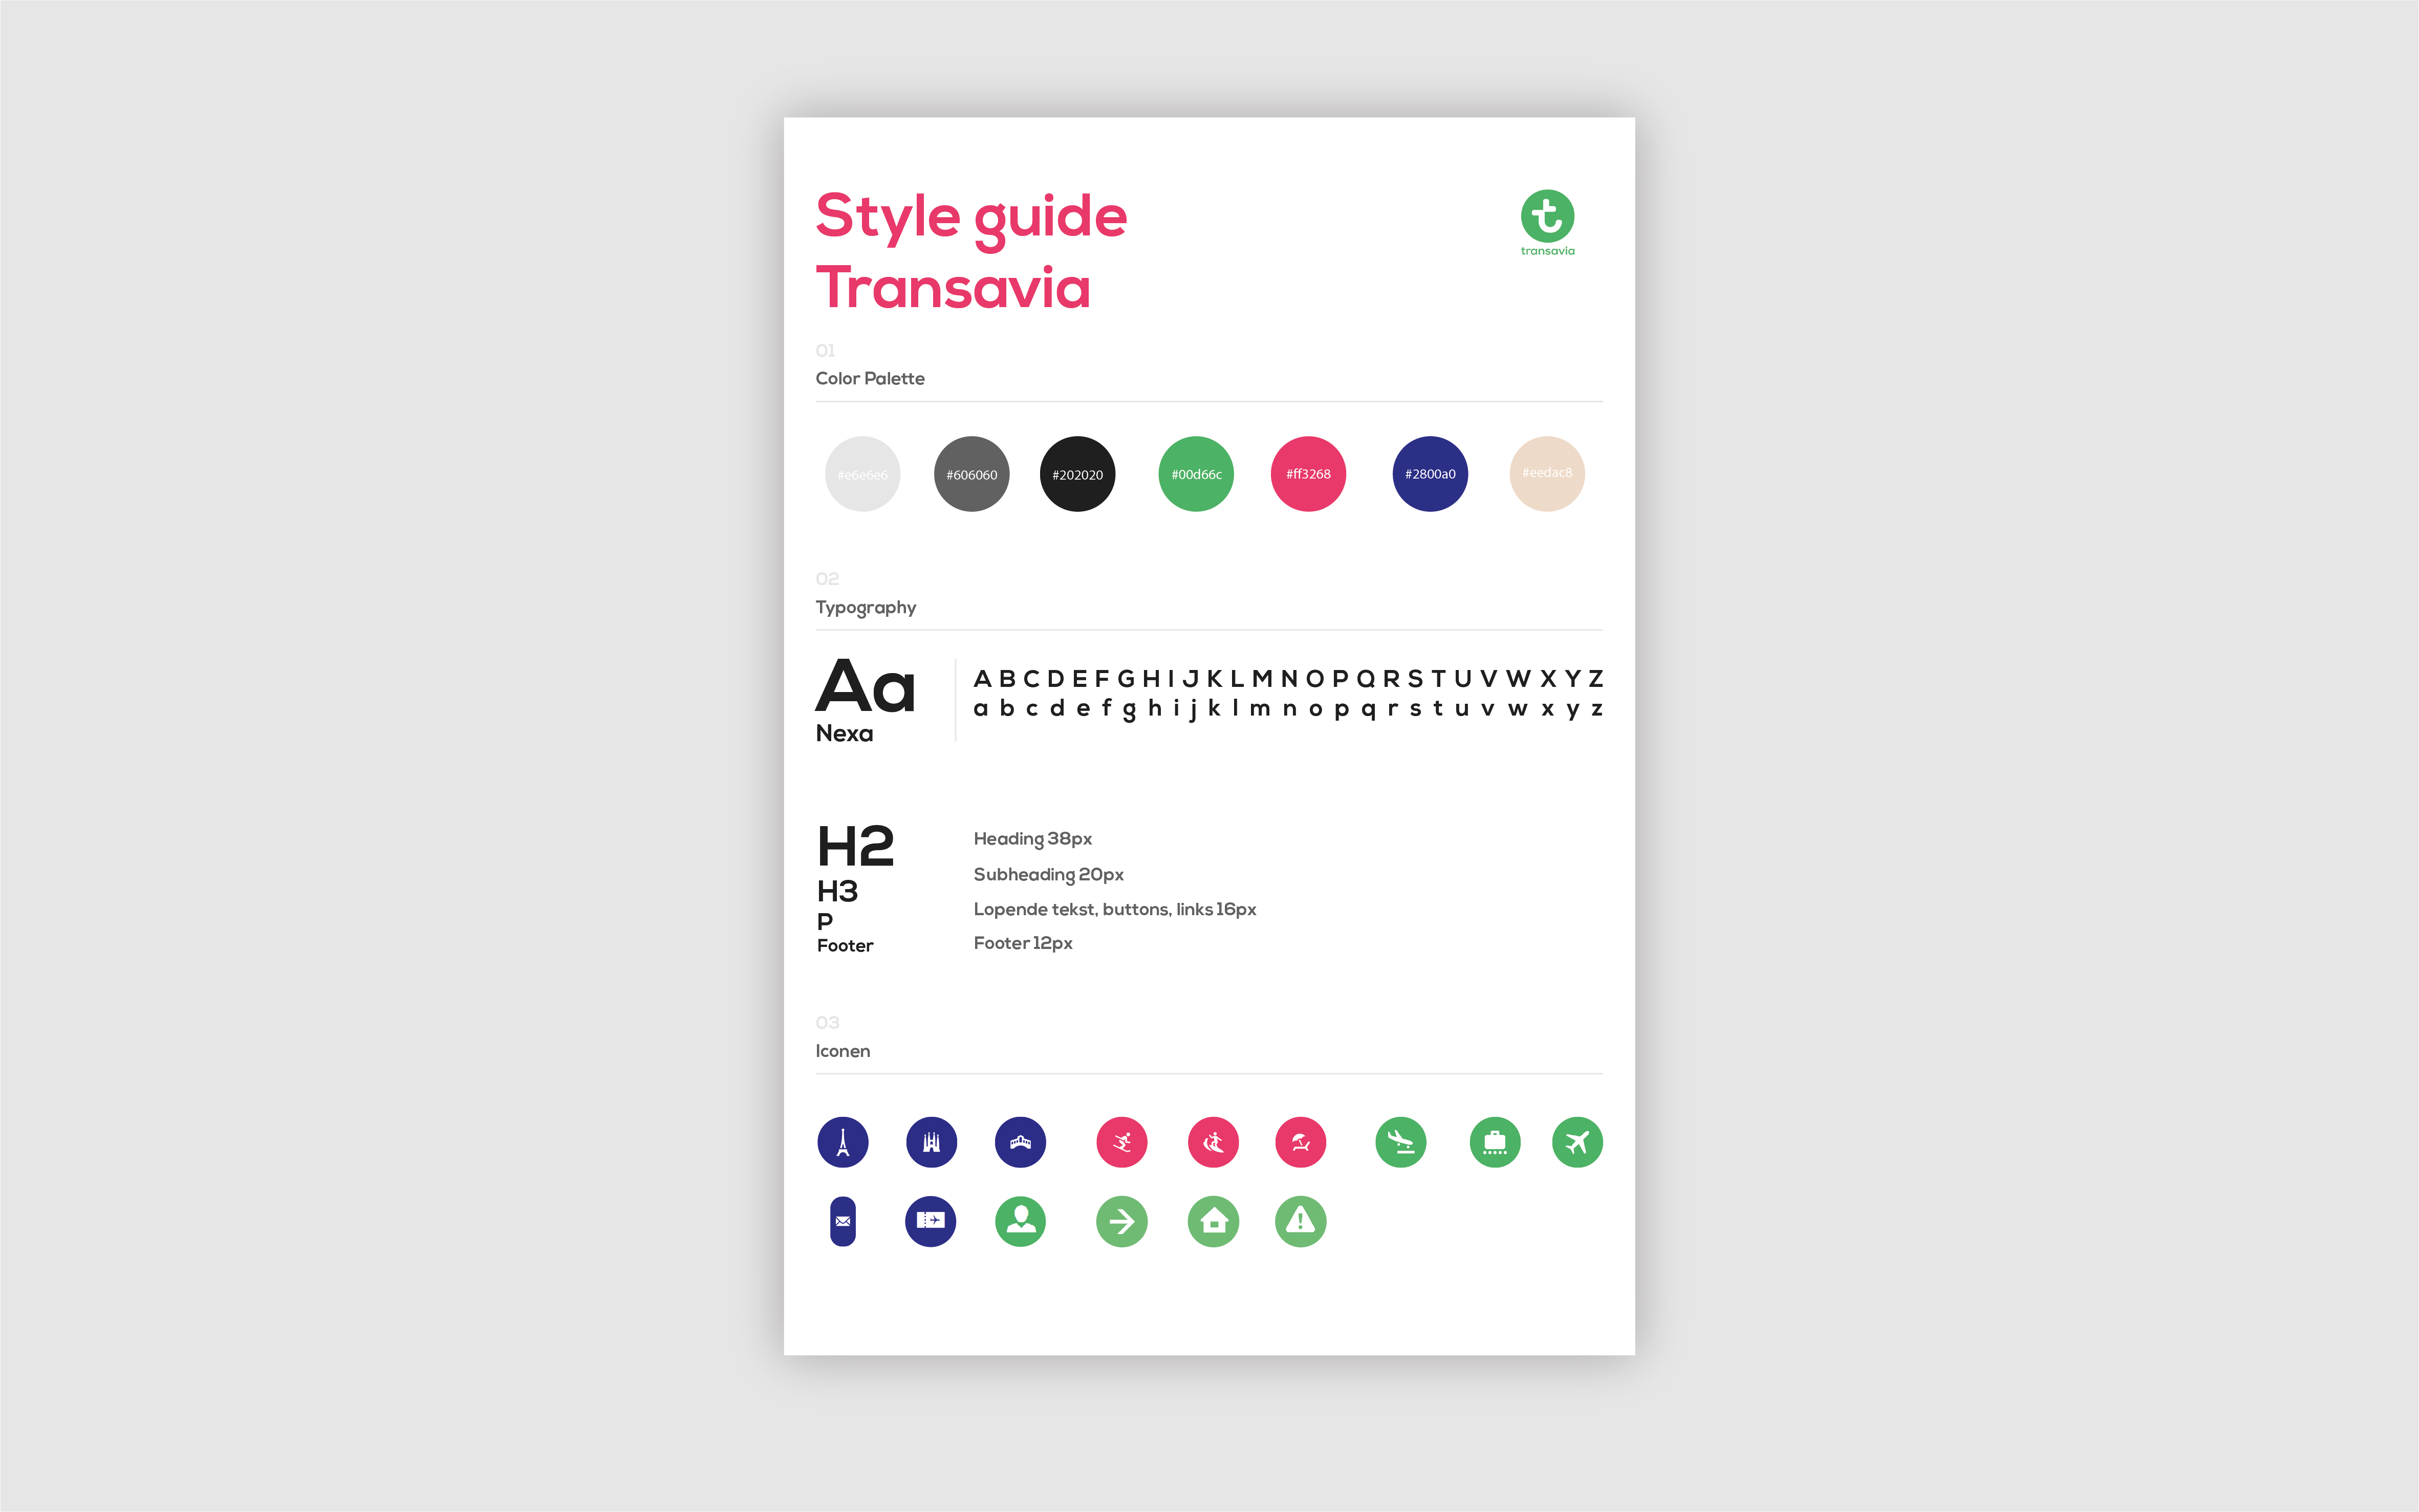 Style guide
Transavia
transavia
01
Color Palette
#e6e6e6 #606060 #202020 #00d66c #ff3268 #2800a0 #eedac8
02
Typography
Aa
Nexa
A B C D E F G H I J K L M N O P Q R S T U V W X Y Z
a b c d e f g h i j k l m n o p q r s t u v w x y z
H2
H3
P
Footer
Heading 38px
Subheading 20px
Lopende tekst, buttons, links 16px
Footer 12px
03
Iconen